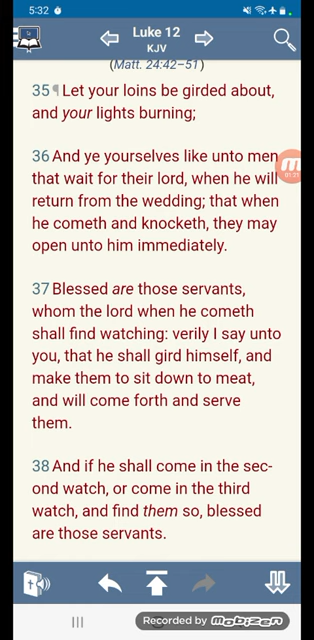 5:32
Luke 12
KJV
(Matt. 24:42–51)
35 ¶ Let your loins be girded about,
and your lights burning;
36 And ye yourselves like unto men
that wait for their lord, when he will
return from the wedding; that when
he cometh and knocketh, they may
open unto him immediately.
37 Blessed are those servants,
whom the lord when he cometh
shall find watching: verily I say unto
you, that he shall gird himself, and
make them to sit down to meat,
and will come forth and serve
them.
38 And if he shall come in the sec-
ond watch, or come in the third
watch, and find them so, blessed
are those servants.
Recorded by mobizen